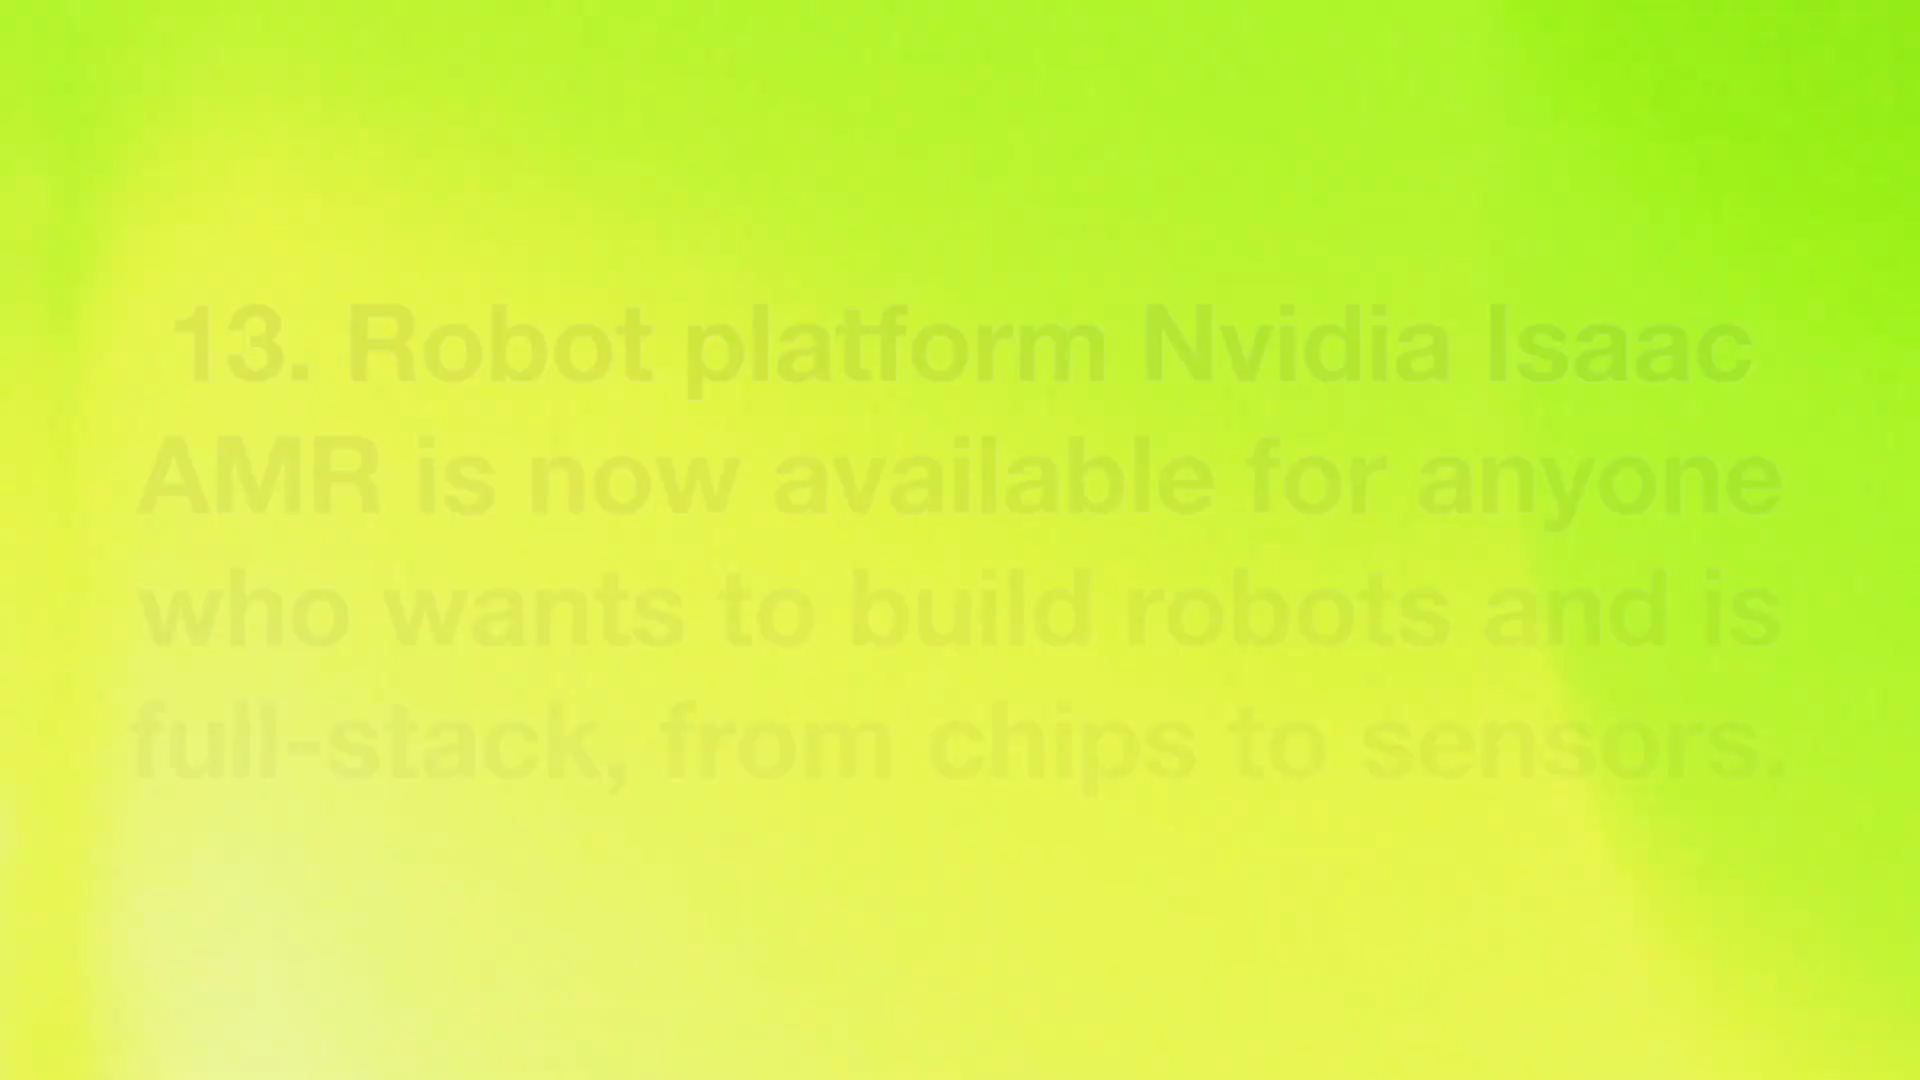 13. Robot platform Nvidia Isaac
AMR is now available for anyone
who wants to build robots and is
full-stack, from chips to sensors.